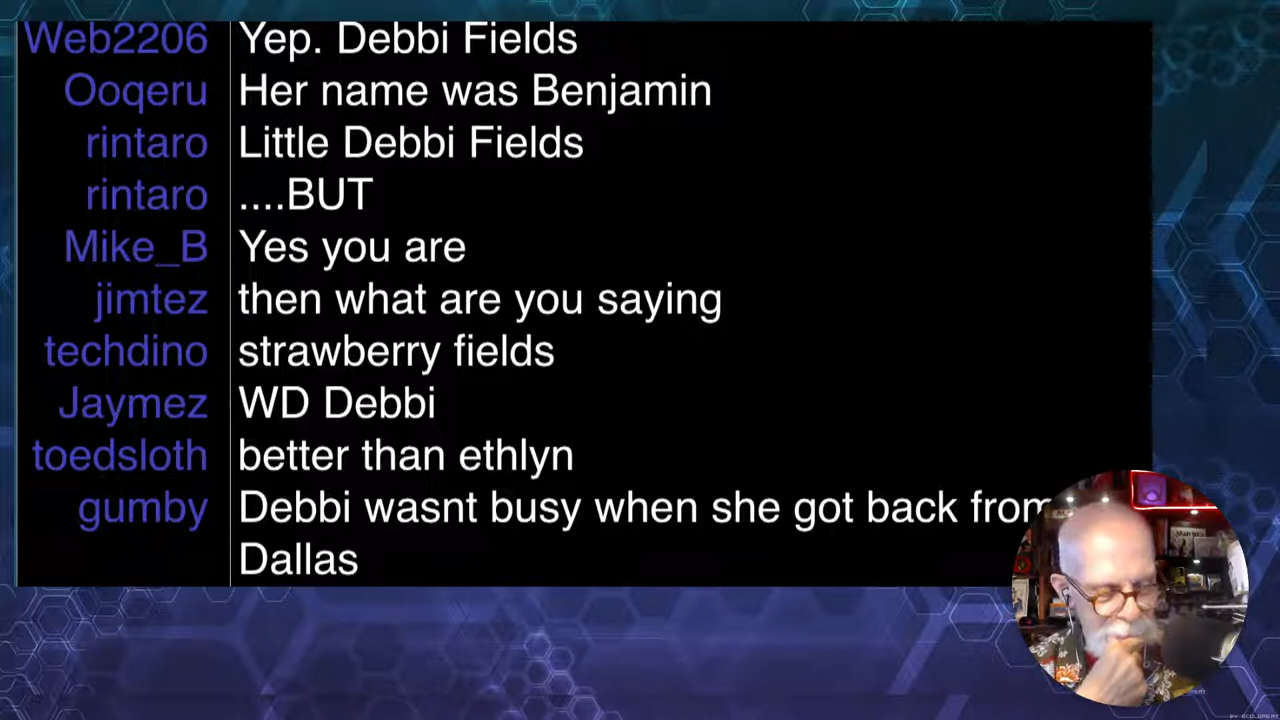 Web2206 Yep. Debbi Fields
Ooqeru Her name was Benjamin
rintaro Little Debbi Fields
rintaro ....BUT
Mike_B Yes you are
jimtez then what are you saying
techdino strawberry fields
Jaymez WD Debbi
toedsloth better than ethlyn
gumby Debbi wasnt busy when she got back from
Dallas